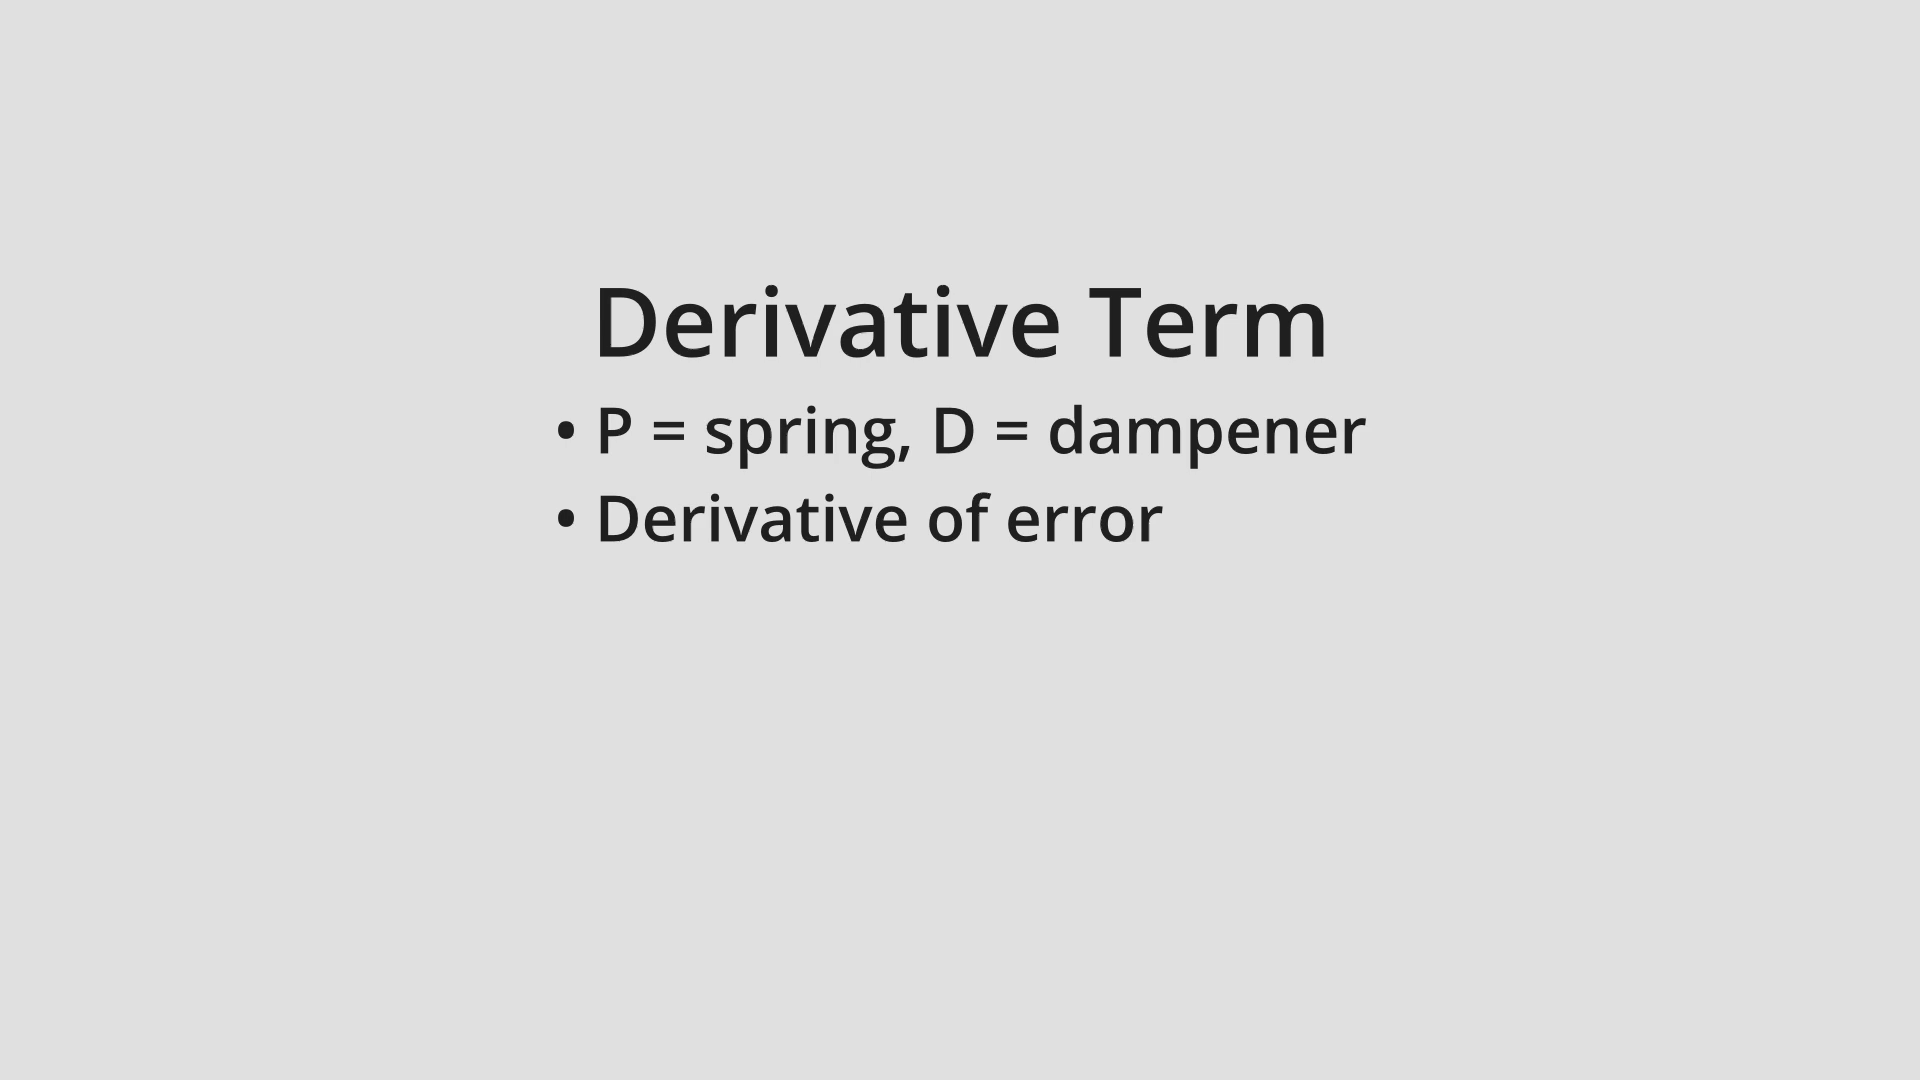 Derivative Term
• P = spring, D = dampener
• Derivative of error